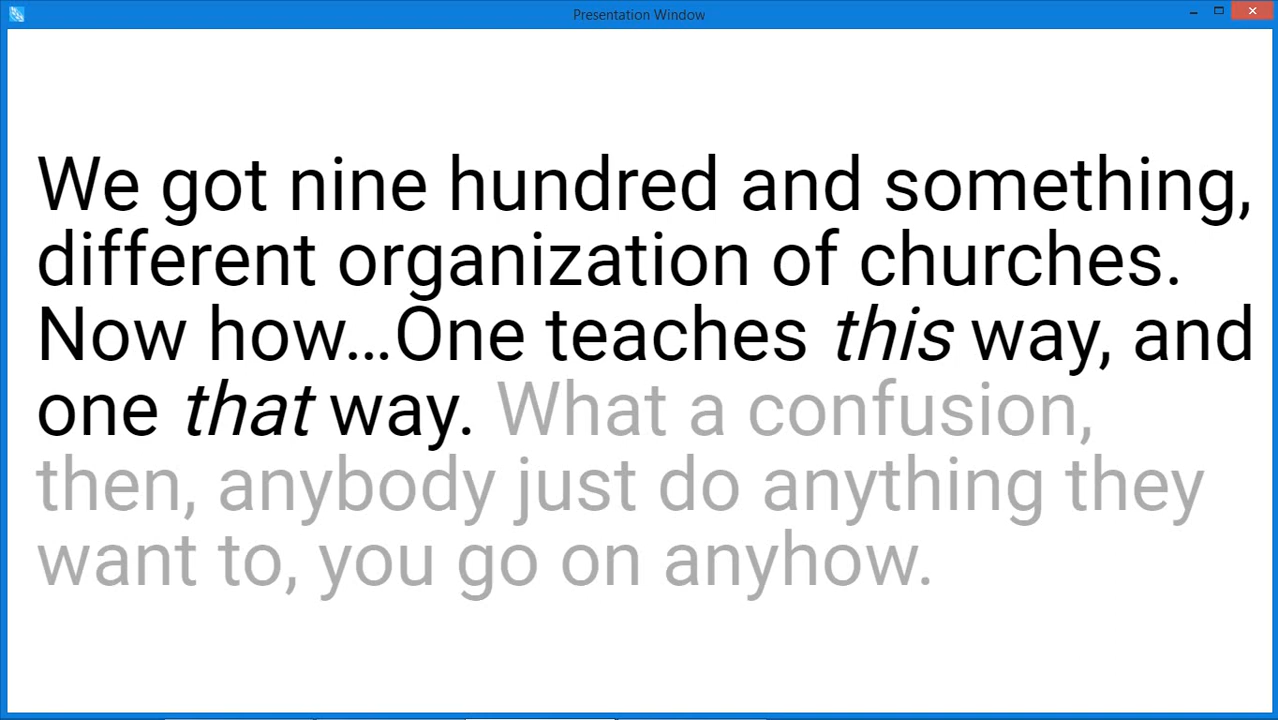 Presentation Window
We got nine hundred and something,
different organization of churches.
Now how…One teaches this way, and
one that way. What a confusion,
then, anybody just do anything they
want to, you go on anyhow.